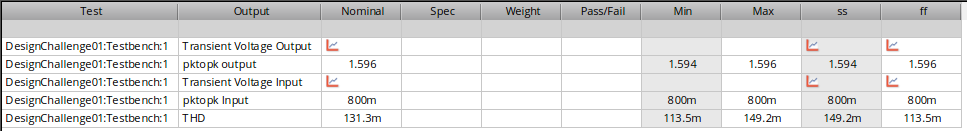 Test Output Nominal Spec Weight Pass/Fail Min Max ss ff
DesignChallenge01:Testbench:1 Transient Voltage Output
DesignChallenge01:Testbench:1 pktopk output 1.596 1.594 1.596 1.594 1.596
DesignChallenge01:Testbench:1 Transient Voltage Input
DesignChallenge01:Testbench:1 pktopk Input 800m 800m 800m 800m 800m
DesignChallenge01:Testbench:1 THD 131.3m 113.5m 149.2m 149.2m 113.5m